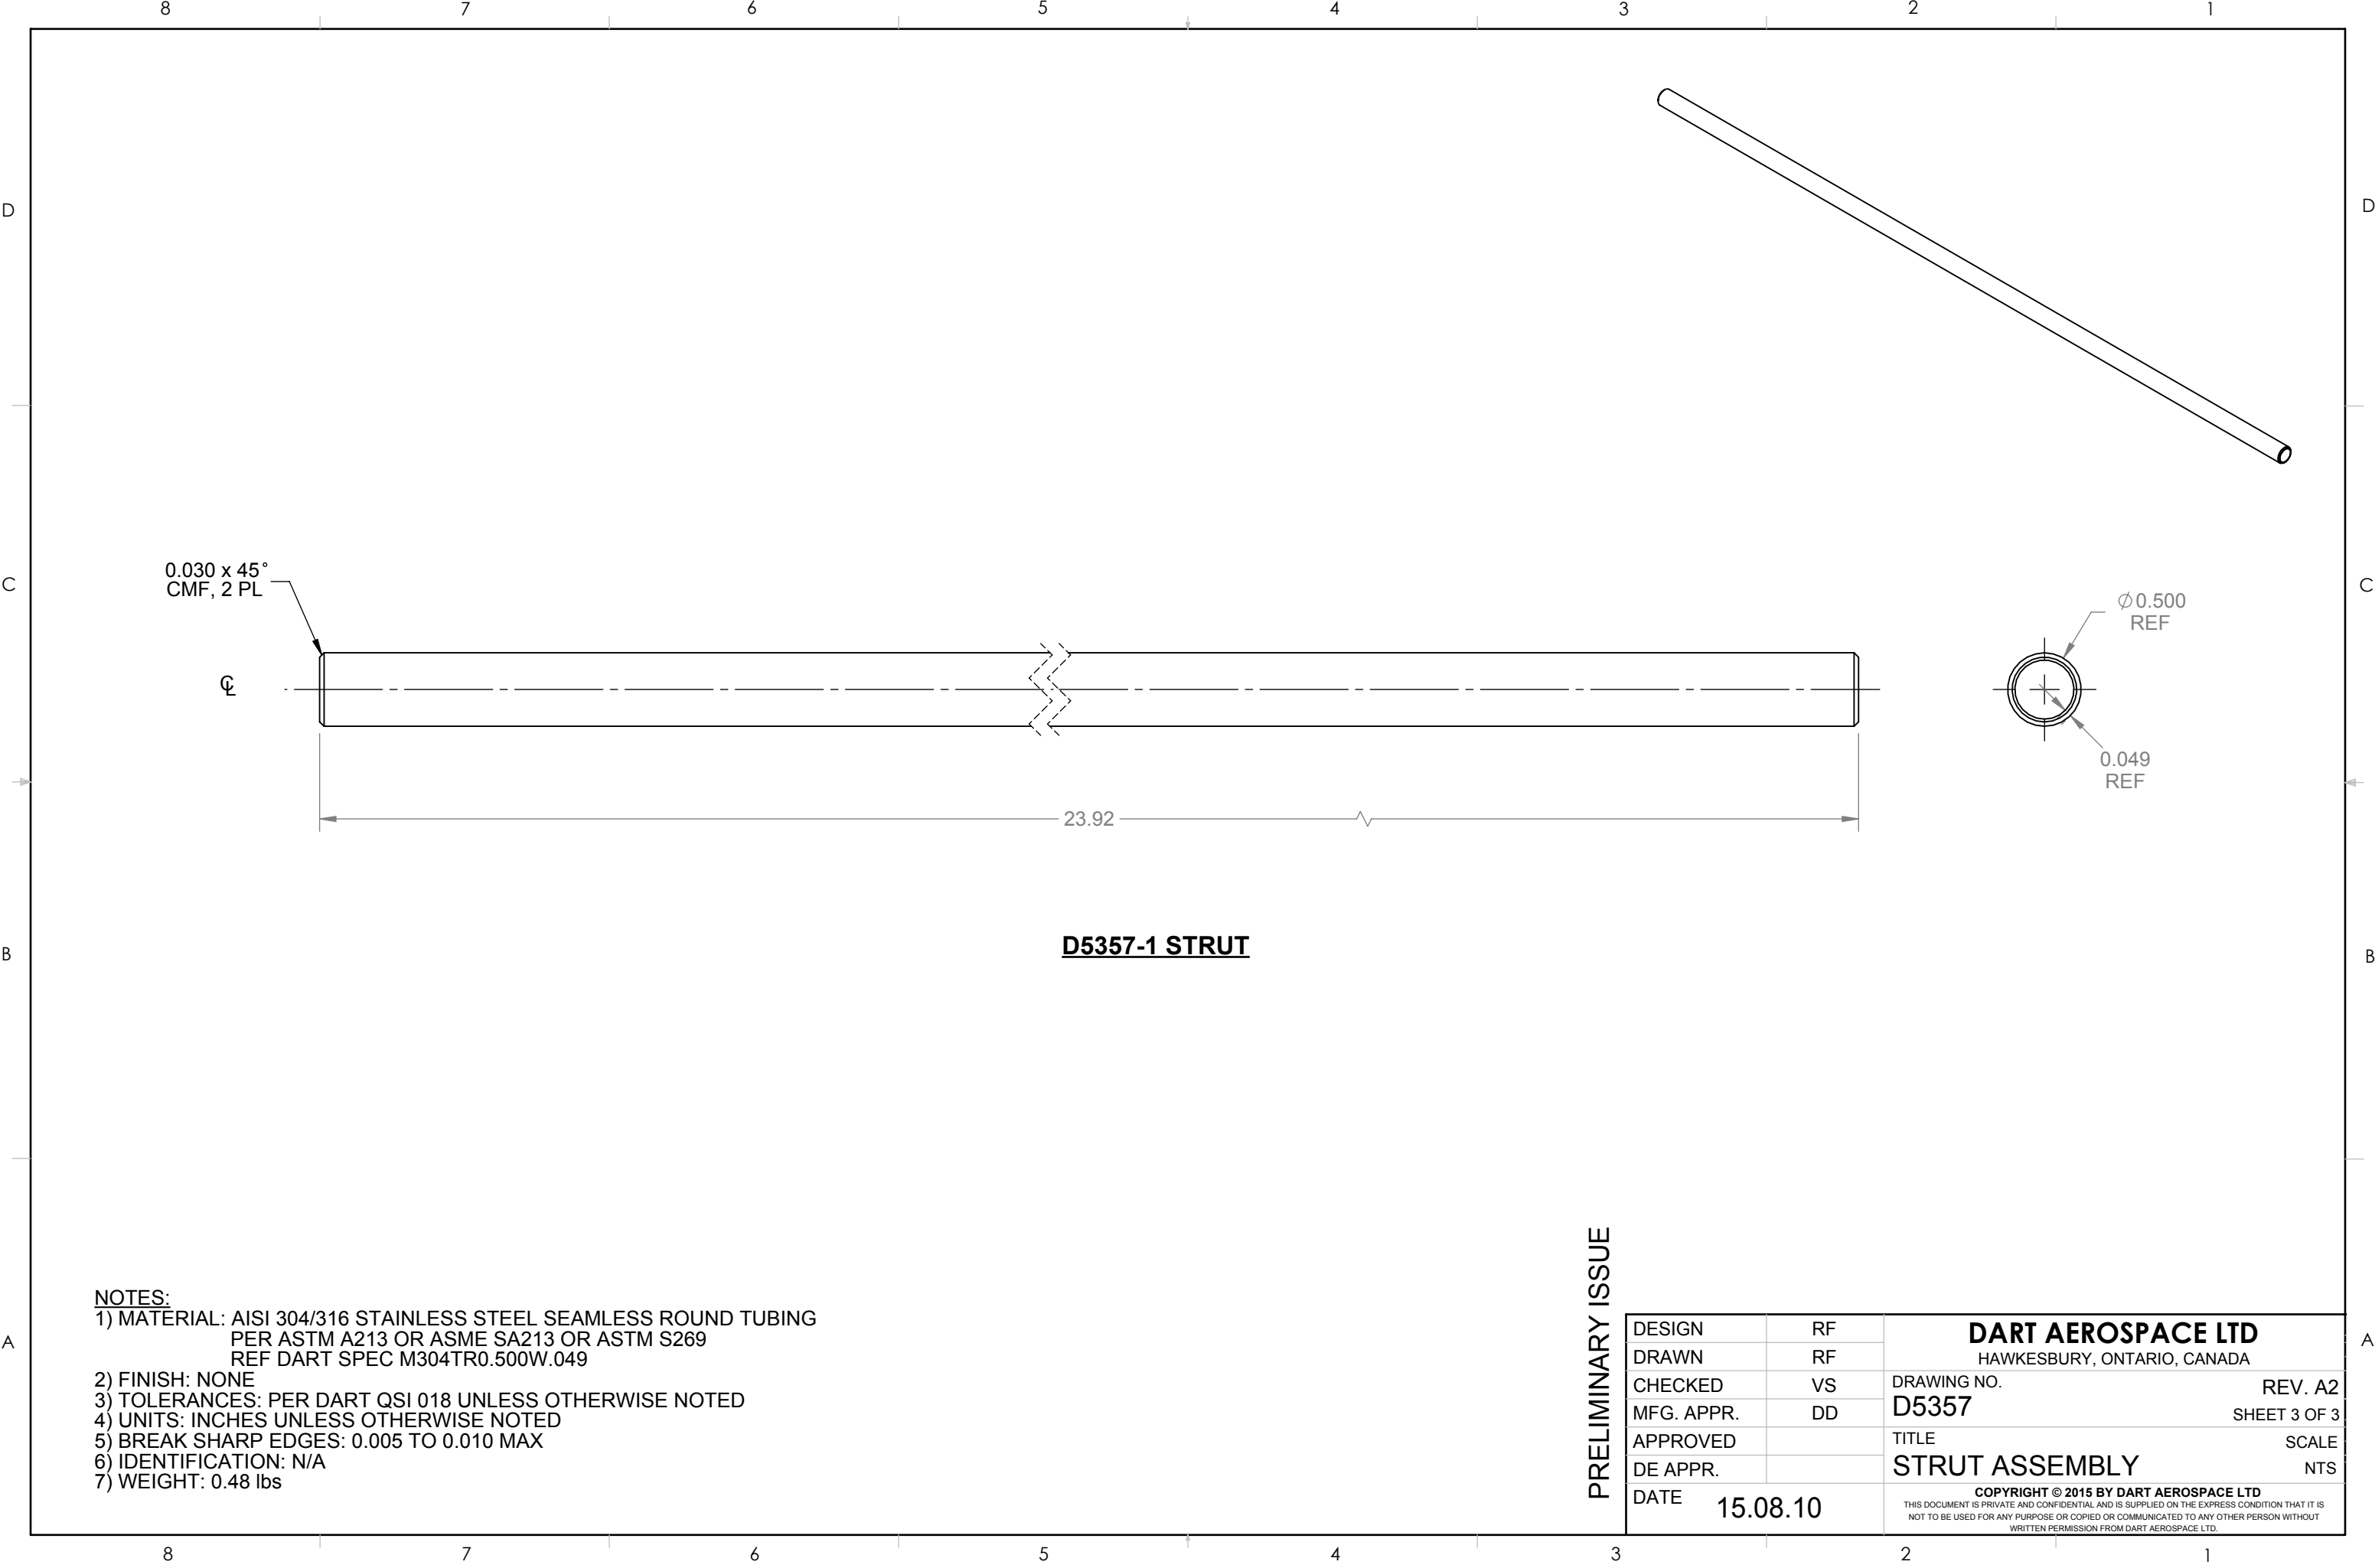 8 7 6 5 4 3 2 1
D D
0.030 x 45°
CMF, 2 PL
C C
Ø0.500
REF
℄
0.049
REF
23.92
D5357-1 STRUT
B B
NOTES:
1) MATERIAL: AISI 304/316 STAINLESS STEEL SEAMLESS ROUND TUBING
PER ASTM A213 OR ASME SA213 OR ASTM S269
REF DART SPEC M304TR0.500W.049
2) FINISH: NONE
3) TOLERANCES: PER DART QSI 018 UNLESS OTHERWISE NOTED
4) UNITS: INCHES UNLESS OTHERWISE NOTED
5) BREAK SHARP EDGES: 0.005 TO 0.010 MAX
6) IDENTIFICATION: N/A
7) WEIGHT: 0.48 lbs
A A
PRELIMINARY ISSUE
DESIGN RF
DRAWN RF
CHECKED VS
MFG. APPR. DD
APPROVED
DE APPR.
DATE 15.08.10
DART AEROSPACE LTD
HAWKESBURY, ONTARIO, CANADA
DRAWING NO. REV. A2
D5357 SHEET 3 OF 3
TITLE SCALE
STRUT ASSEMBLY NTS
COPYRIGHT © 2015 BY DART AEROSPACE LTD
THIS DOCUMENT IS PRIVATE AND CONFIDENTIAL AND IS SUPPLIED ON THE EXPRESS CONDITION THAT IT IS
NOT TO BE USED FOR ANY PURPOSE OR COPIED OR COMMUNICATED TO ANY OTHER PERSON WITHOUT
WRITTEN PERMISSION FROM DART AEROSPACE LTD.
8 7 6 5 4 3 2 1